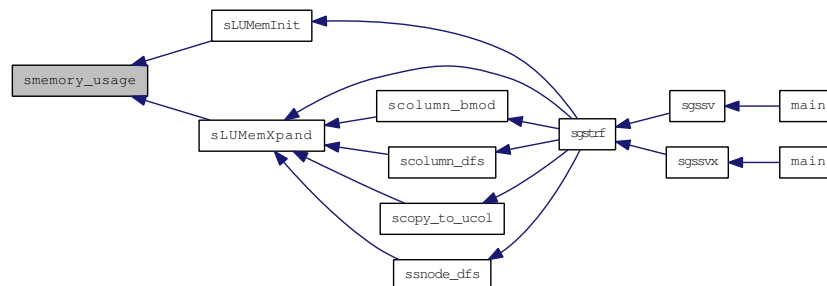 sLUMemInit
smemory_usage
scolumn_bmod
sgssv
main
sLUMemXpand
sgstrf
scolumn_dfs
sgssvx
main
scopy_to_ucol
ssnode_dfs